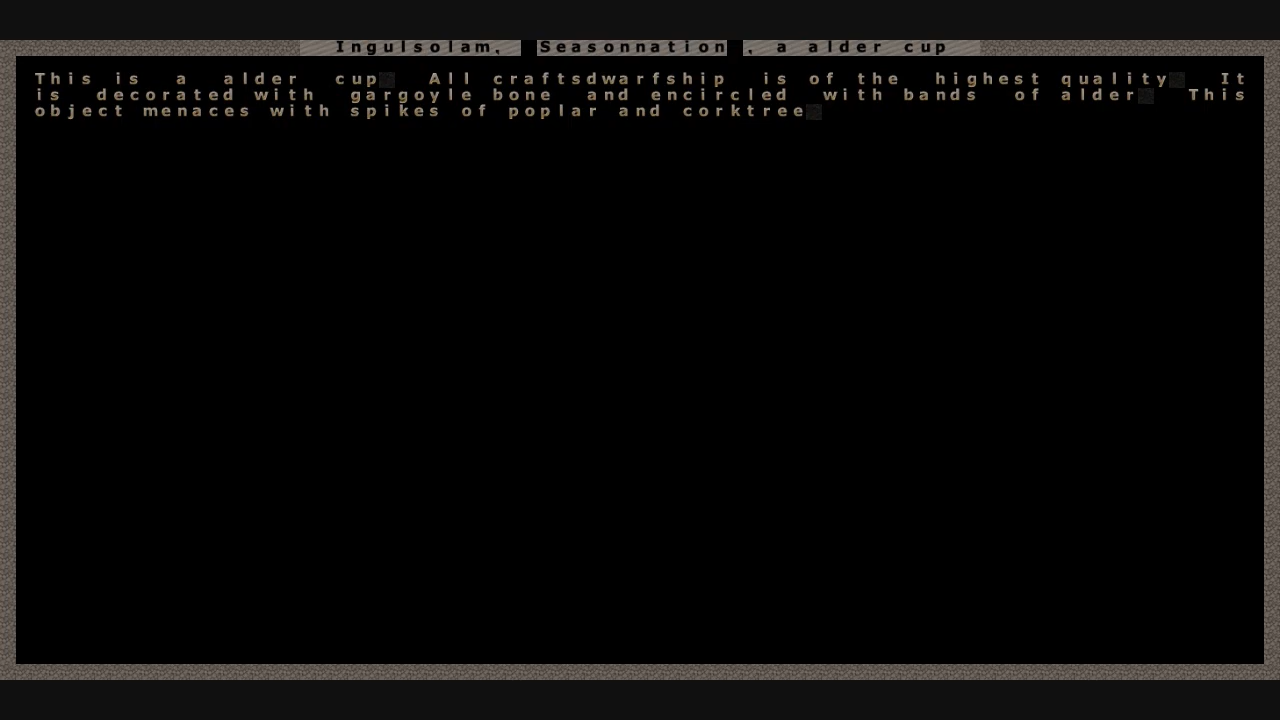 Ingulsolam, Seasonnation, a alder cup
This is a alder cup All craftsdwarfship is of the highest quality It
is decorated with gargoyle bone and encircled with bands of alder This
object menaces with spikes of poplar and corktree